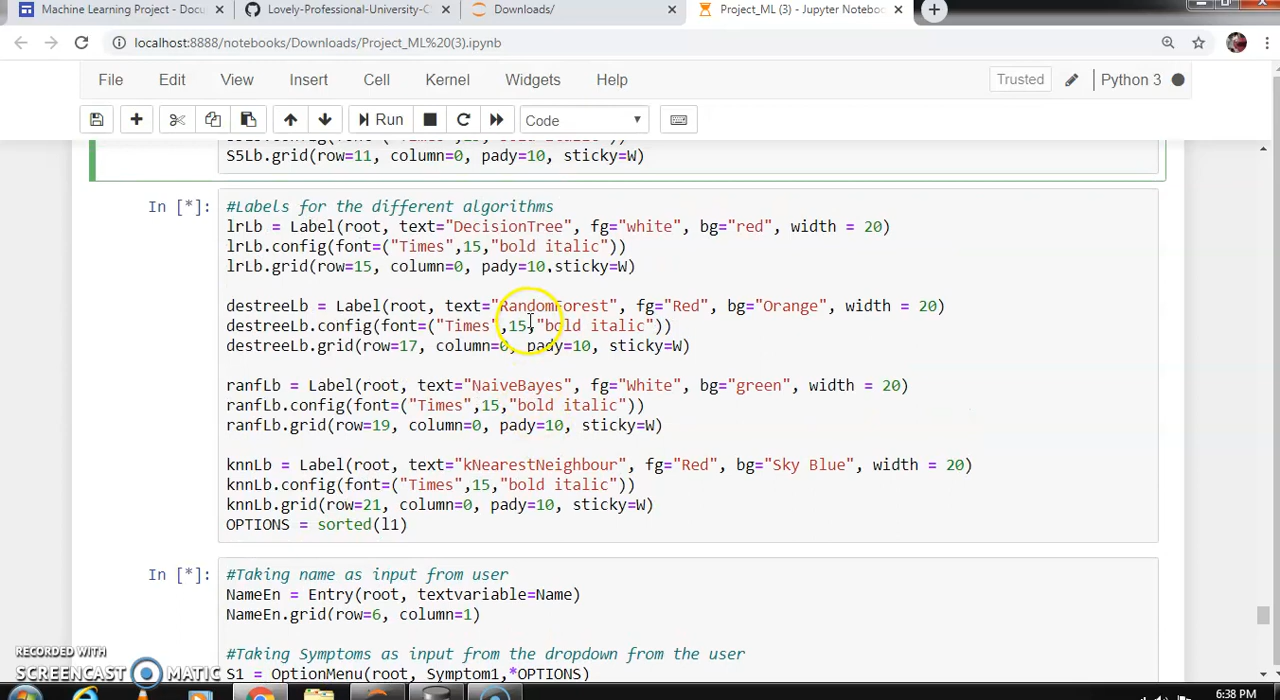 Machine Learning Project - Docu
Lovely-Professional-University-C
Downloads/
Project_ML (3) - Jupyter Noteboo
localhost:8888/notebooks/Downloads/Project_ML%20(3).ipynb
File Edit View Insert Cell Kernel Widgets Help Trusted Python 3
Run Code
S5Lb.grid(row=11, column=0, pady=10, sticky=W)
In [*]:
#Labels for the different algorithms
lrLb = Label(root, text="DecisionTree", fg="white", bg="red", width = 20)
lrLb.config(font=("Times",15,"bold italic"))
lrLb.grid(row=15, column=0, pady=10,sticky=W)
destreeLb = Label(root, text="RandomForest", fg="Red", bg="Orange", width = 20)
destreeLb.config(font=("Times",15,"bold italic"))
destreeLb.grid(row=17, column=0, pady=10, sticky=W)
ranfLb = Label(root, text="NaiveBayes", fg="White", bg="green", width = 20)
ranfLb.config(font=("Times",15,"bold italic"))
ranfLb.grid(row=19, column=0, pady=10, sticky=W)
knnLb = Label(root, text="kNearestNeighbour", fg="Red", bg="Sky Blue", width = 20)
knnLb.config(font=("Times",15,"bold italic"))
knnLb.grid(row=21, column=0, pady=10, sticky=W)
OPTIONS = sorted(l1)
In [*]:
#Taking name as input from user
NameEn = Entry(root, textvariable=Name)
NameEn.grid(row=6, column=1)
#Taking Symptoms as input from the dropdown from the user
S1 = OptionMenu(root, Symptom1,*OPTIONS)
RECORDED WITH
SCREENCAST MATIC
6:38 PM